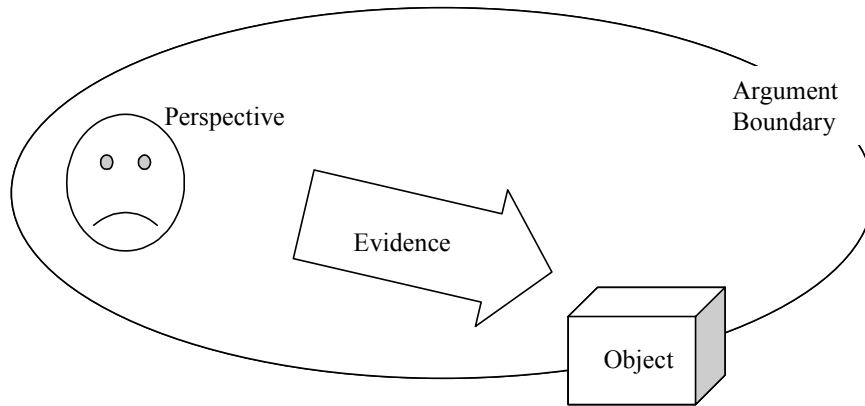 Perspective
Argument
Boundary
Evidence
Object